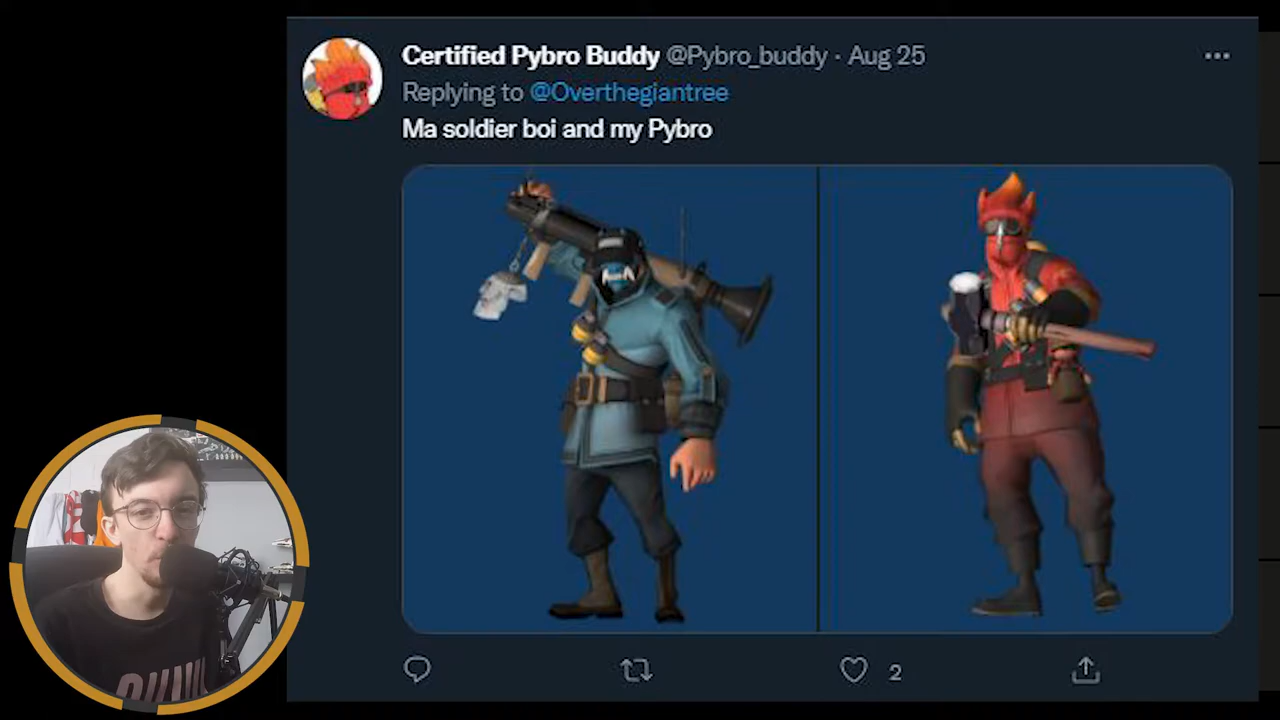 Certified Pybro Buddy @Pybro_buddy · Aug 25
Replying to @Overthegiantree
Ma soldier boi and my Pybro
2